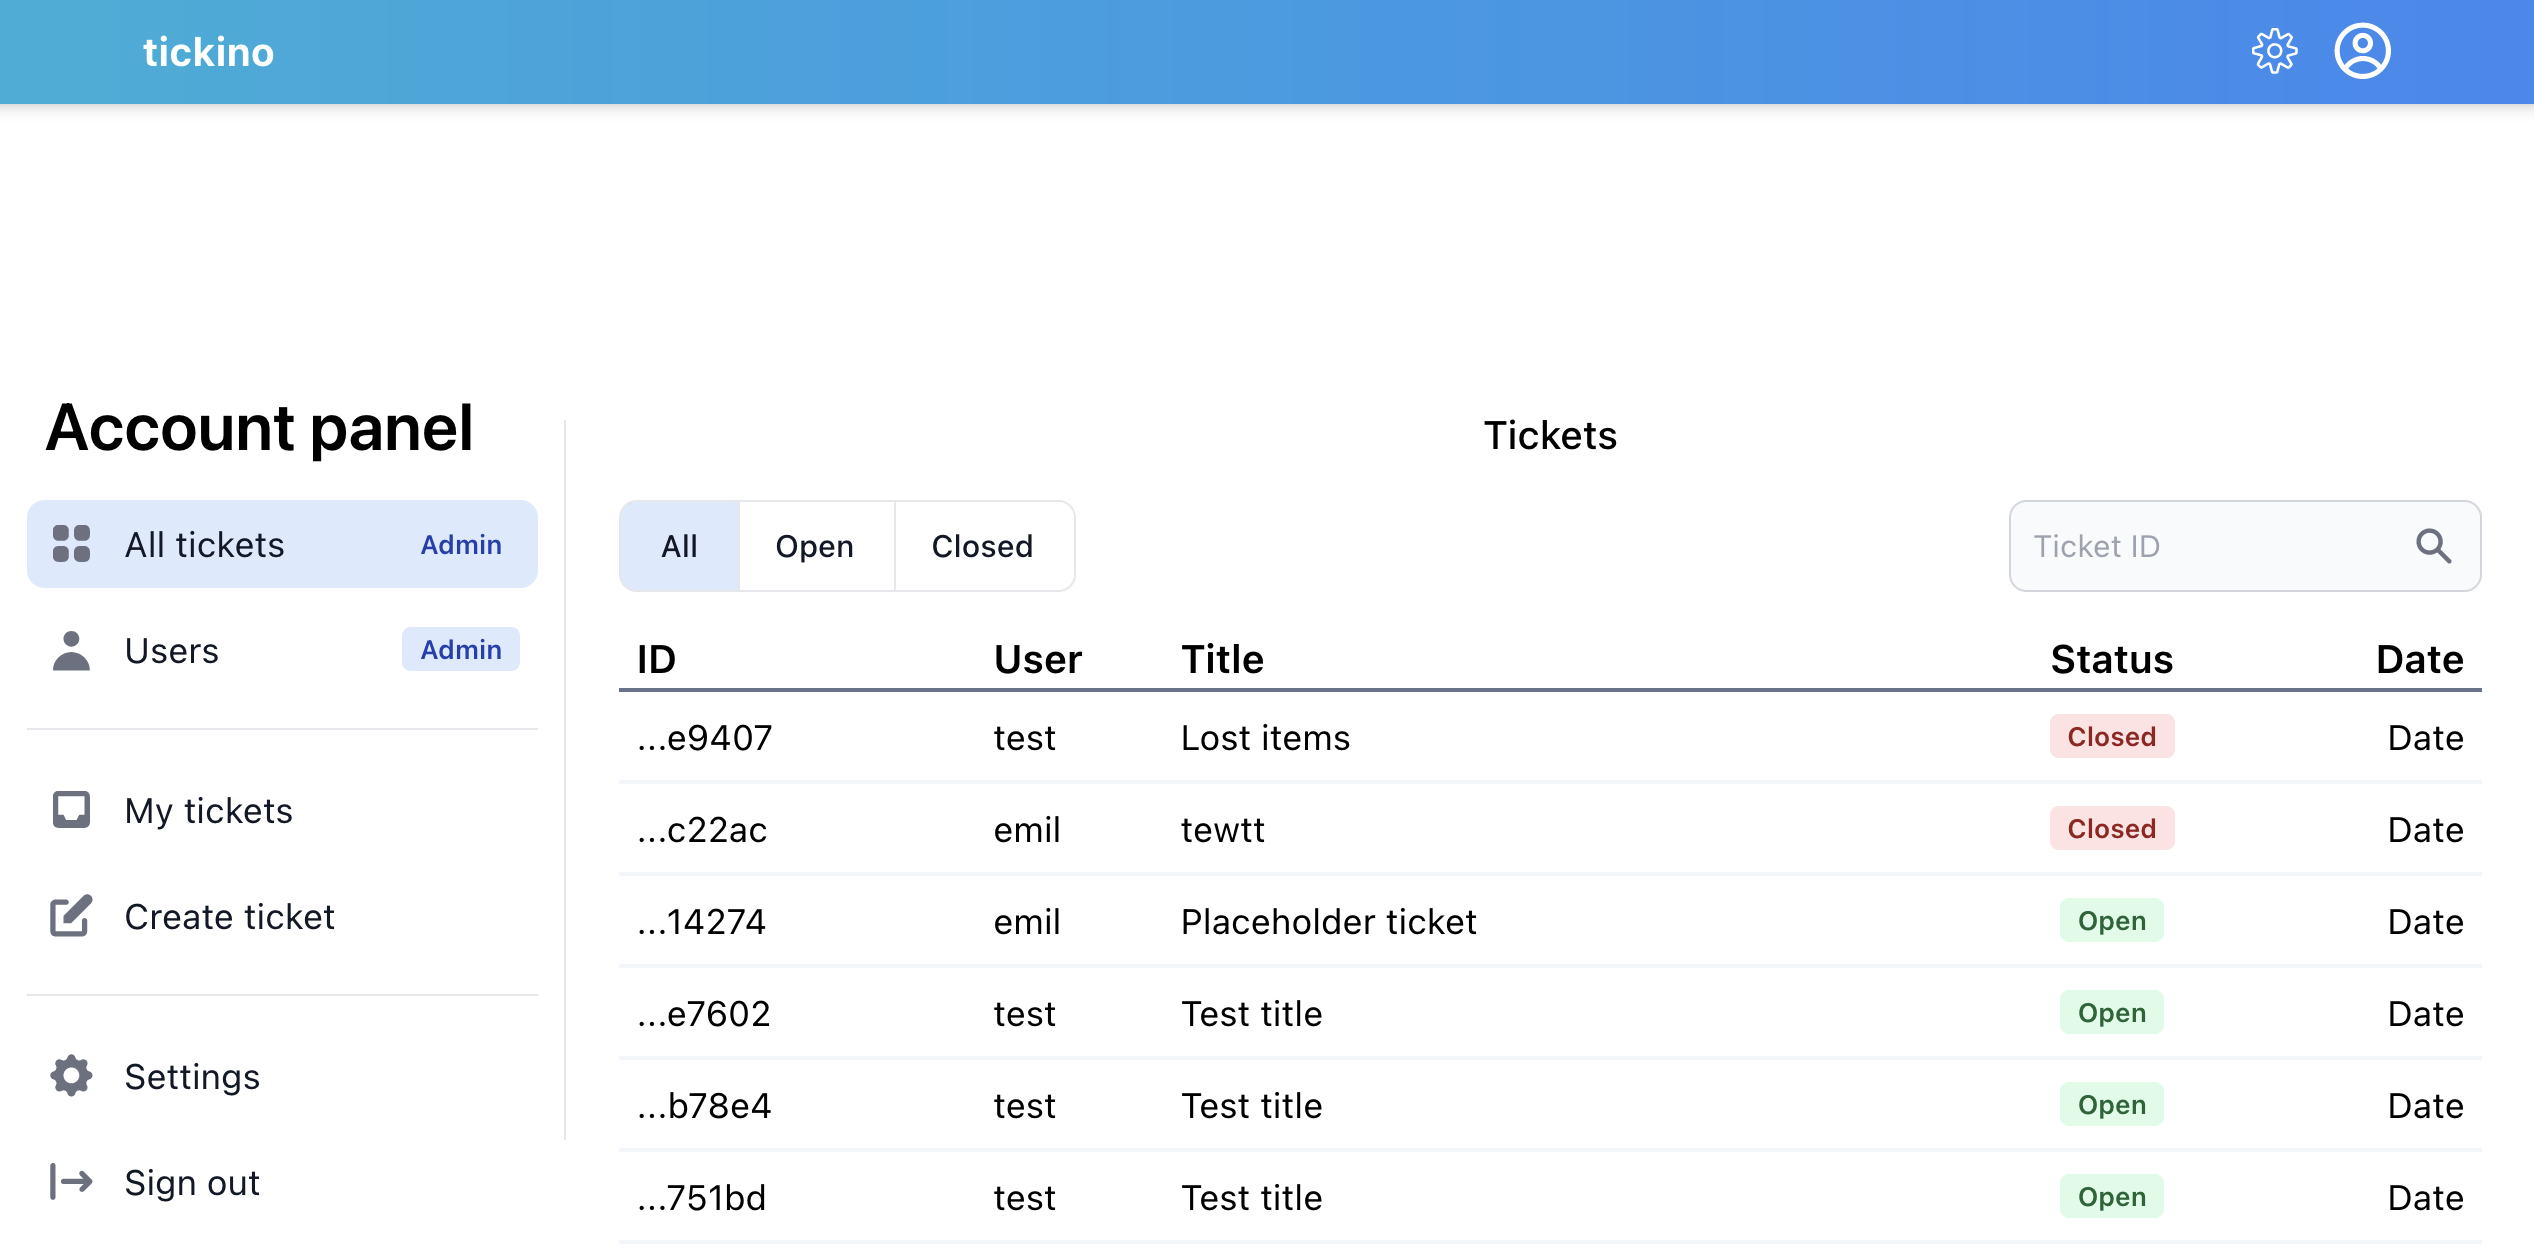 tickino
Account panel
All tickets Admin
Users Admin
My tickets
Create ticket
Settings
Sign out
Tickets
All Open Closed
Ticket ID
ID User Title Status Date
...e9407 test Lost items Closed Date
...c22ac emil tewtt Closed Date
...14274 emil Placeholder ticket Open Date
...e7602 test Test title Open Date
...b78e4 test Test title Open Date
...751bd test Test title Open Date